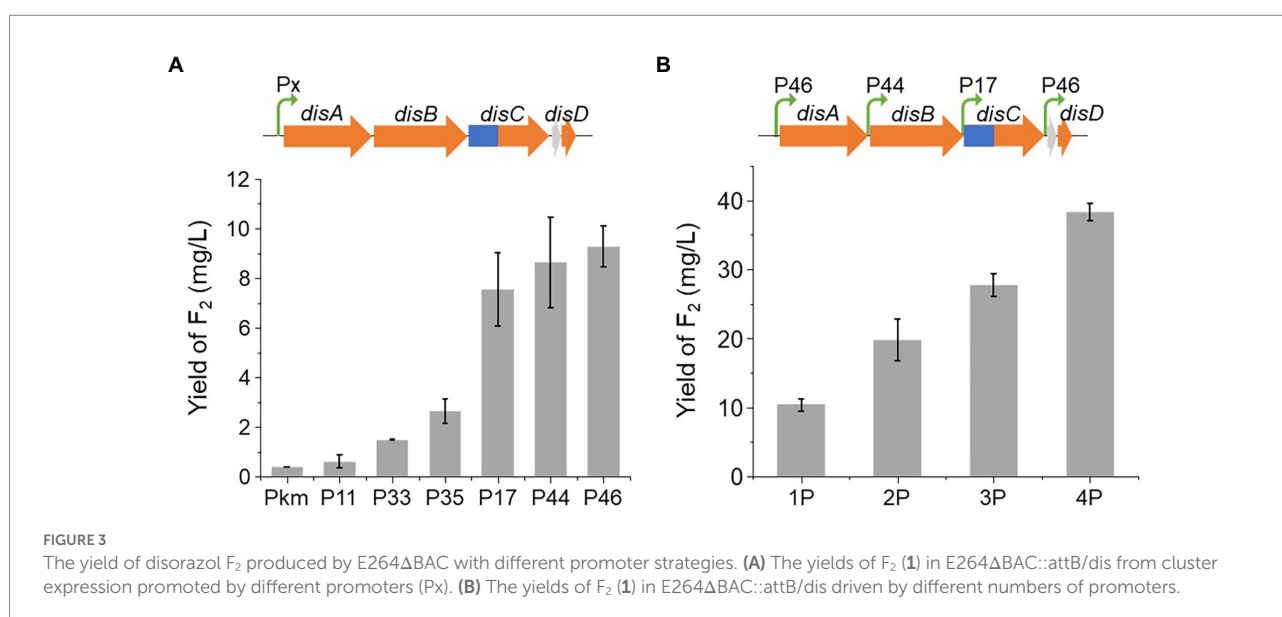 A
Px
disA disB disC disD
Yield of F₂ (mg/L)
12
10
8
6
4
2
0
Pkm P11 P33 P35 P17 P44 P46
B
P46 P44 P17 P46
disA disB disC disD
Yield of F₂ (mg/L)
40
30
20
10
0
1P 2P 3P 4P
FIGURE 3
The yield of disorazol F₂ produced by E264ΔBAC with different promoter strategies. (A) The yields of F₂ (1) in E264ΔBAC::attB/dis from cluster
expression promoted by different promoters (Px). (B) The yields of F₂ (1) in E264ΔBAC::attB/dis driven by different numbers of promoters.